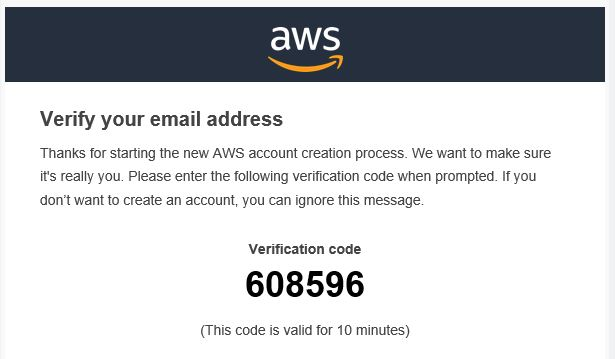 aws
Verify your email address
Thanks for starting the new AWS account creation process. We want to make sure
it's really you. Please enter the following verification code when prompted. If you
don’t want to create an account, you can ignore this message.
Verification code
608596
(This code is valid for 10 minutes)